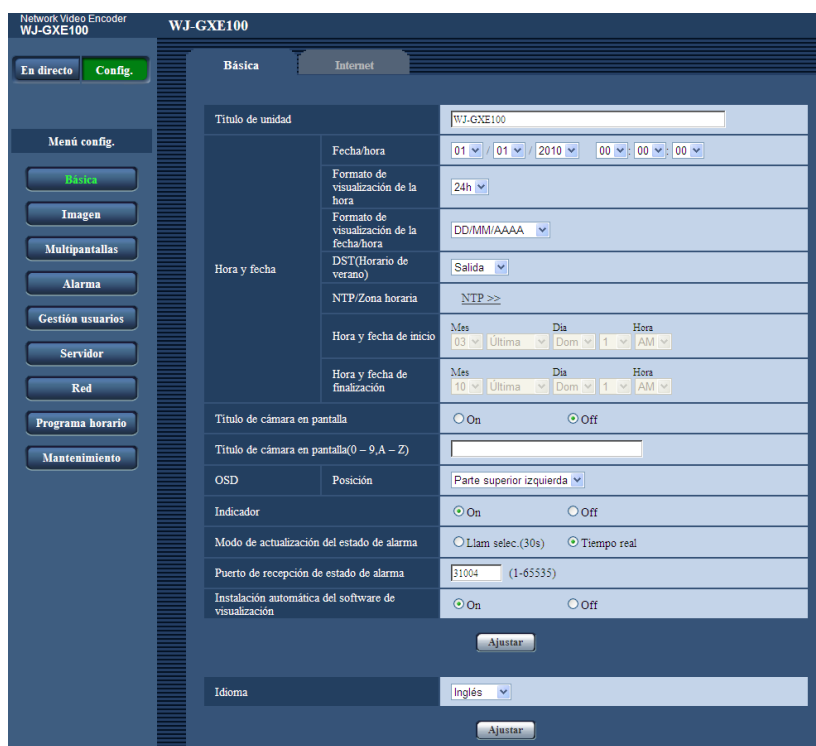 Network Video Encoder
WJ-GXE100
WJ-GXE100
En directo Config.
Básica Internet
Menú config.
Básica
Imagen
Multipantallas
Alarma
Gestión usuarios
Servidor
Red
Programa horario
Mantenimiento
Título de unidad WJ-GXE100
Hora y fecha
Fecha/hora 01 / 01 / 2010 00 : 00 : 00
Formato de
visualización de la
hora
24h
Formato de
visualización de la
fecha/hora
DD/MM/AAAA
DST(Horario de
verano)
Salida
NTP/Zona horaria NTP >>
Hora y fecha de inicio
Mes Día Hora
03 Última Dom 1 AM
Hora y fecha de
finalización
Mes Día Hora
10 Última Dom 1 AM
Título de cámara en pantalla On Off
Título de cámara en pantalla(0 – 9,A – Z)
OSD Posición Parte superior izquierda
Indicador On Off
Modo de actualización del estado de alarma Llam selec.(30s) Tiempo real
Puerto de recepción de estado de alarma 31004 (1-65535)
Instalación automática del software de
visualización
On Off
Ajustar
Idioma Inglés
Ajustar